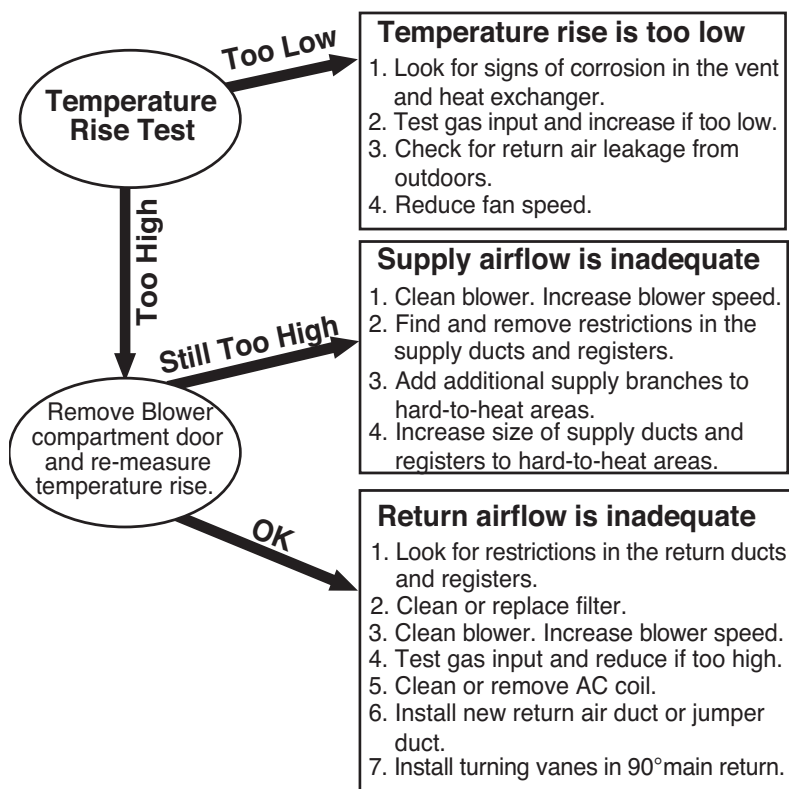 Temperature
Rise Test
Too Low
Temperature rise is too low
1. Look for signs of corrosion in the vent
and heat exchanger.
2. Test gas input and increase if too low.
3. Check for return air leakage from
outdoors.
4. Reduce fan speed.
Too High
Remove Blower
compartment door
and re-measure
temperature rise.
Still Too High
Supply airflow is inadequate
1. Clean blower. Increase blower speed.
2. Find and remove restrictions in the
supply ducts and registers.
3. Add additional supply branches to
hard-to-heat areas.
4. Increase size of supply ducts and
registers to hard-to-heat areas.
OK
Return airflow is inadequate
1. Look for restrictions in the return ducts
and registers.
2. Clean or replace filter.
3. Clean blower. Increase blower speed.
4. Test gas input and reduce if too high.
5. Clean or remove AC coil.
6. Install new return air duct or jumper
duct.
7. Install turning vanes in 90°main return.